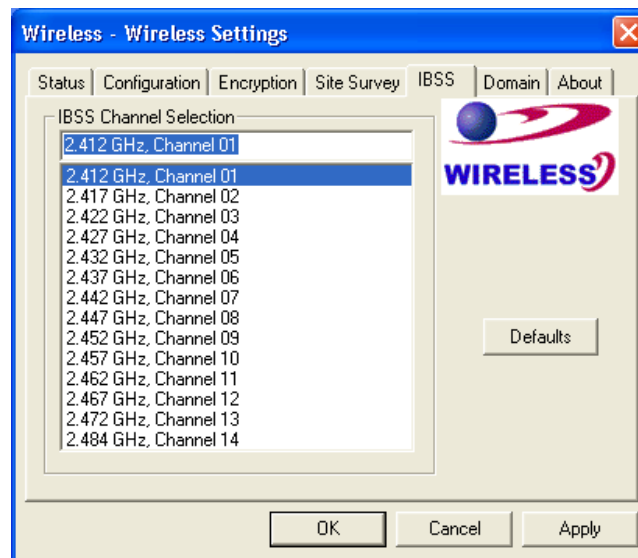 Wireless - Wireless Settings
Status Configuration Encryption Site Survey IBSS Domain About
IBSS Channel Selection
2.412 GHz, Channel 01
2.412 GHz, Channel 01
2.417 GHz, Channel 02
2.422 GHz, Channel 03
2.427 GHz, Channel 04
2.432 GHz, Channel 05
2.437 GHz, Channel 06
2.442 GHz, Channel 07
2.447 GHz, Channel 08
2.452 GHz, Channel 09
2.457 GHz, Channel 10
2.462 GHz, Channel 11
2.467 GHz, Channel 12
2.472 GHz, Channel 13
2.484 GHz, Channel 14
WIRELESS
Defaults
OK Cancel Apply